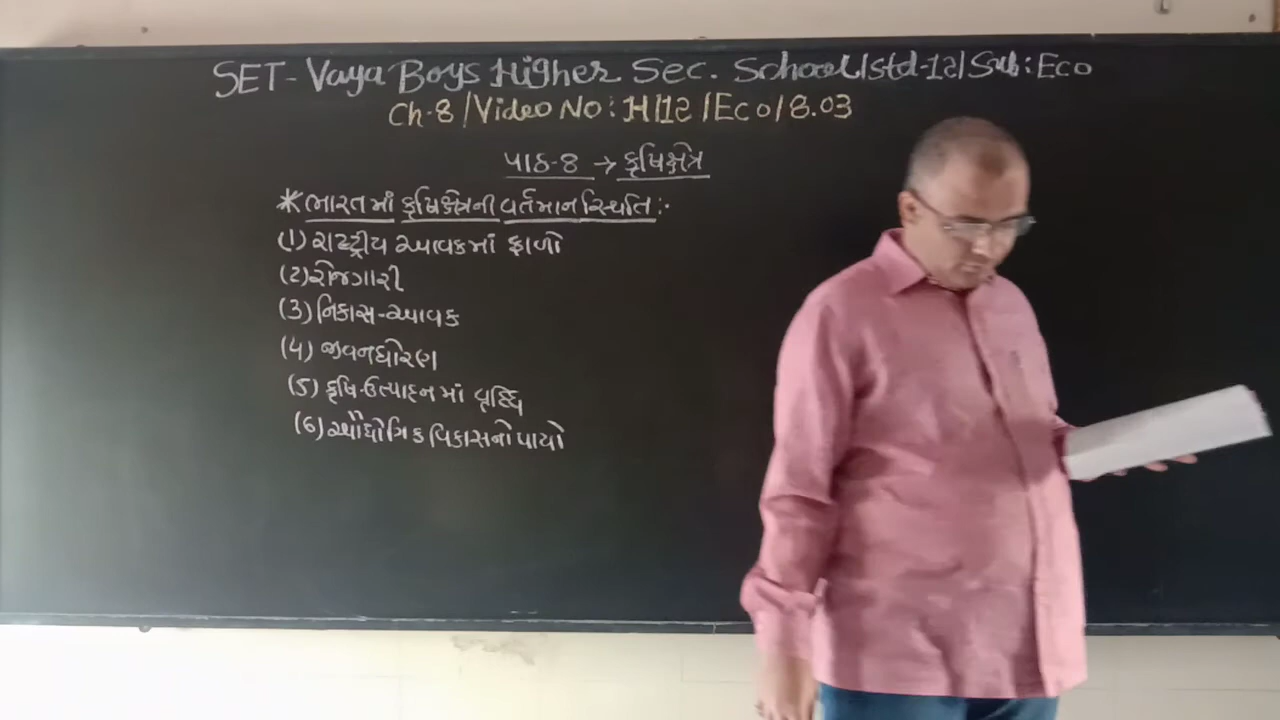 SET- Vaya Boys Higher Sec. School/Std-12/Sub: Eco
Ch-8/Video No: H/12/Eco/8.03
પાઠ-8 → કૃષિક્ષેત્ર
* ભારતમાં કૃષિક્ષેત્રની વર્તમાન સ્થિતિ:-
(1) રાષ્ટ્રીય આવકમાં ફાળો
(2) રોજગારી
(3) નિકાસ-આવક
(4) જીવનધોરણ
(5) કૃષિ-ઉત્પાદનમાં વૃદ્ધિ
(6) ઔદ્યોગિક વિકાસનો પાયો